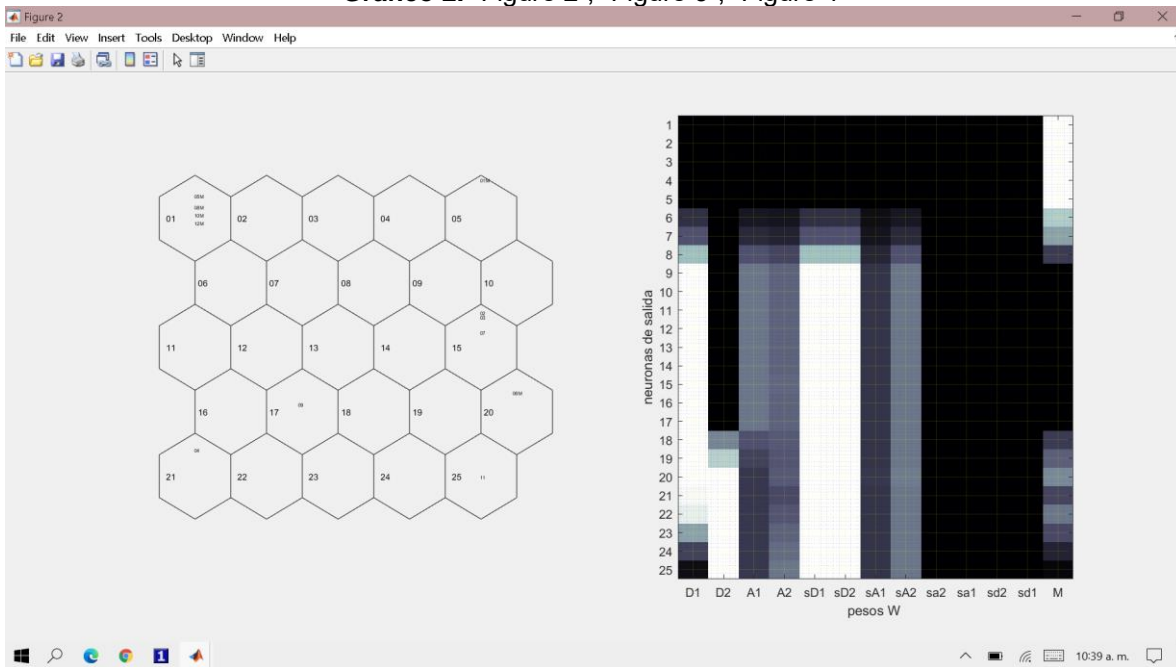 Gráfico 2. "Figure 2", "Figure 3", "Figure 4"
Figure 2
File Edit View Insert Tools Desktop Window Help
01 02 03 04 05
06 07 08 09 10
11 12 13 14 15
16 17 18 19 20
21 22 23 24 25
11
neuronas de salida
1
2
3
4
5
6
7
8
9
10
11
12
13
14
15
16
17
18
19
20
21
22
23
24
25
D1 D2 A1 A2 sD1 sD2 sA1 sA2 sa2 sa1 sd2 sd1 M
pesos W
1
10:39 a. m.